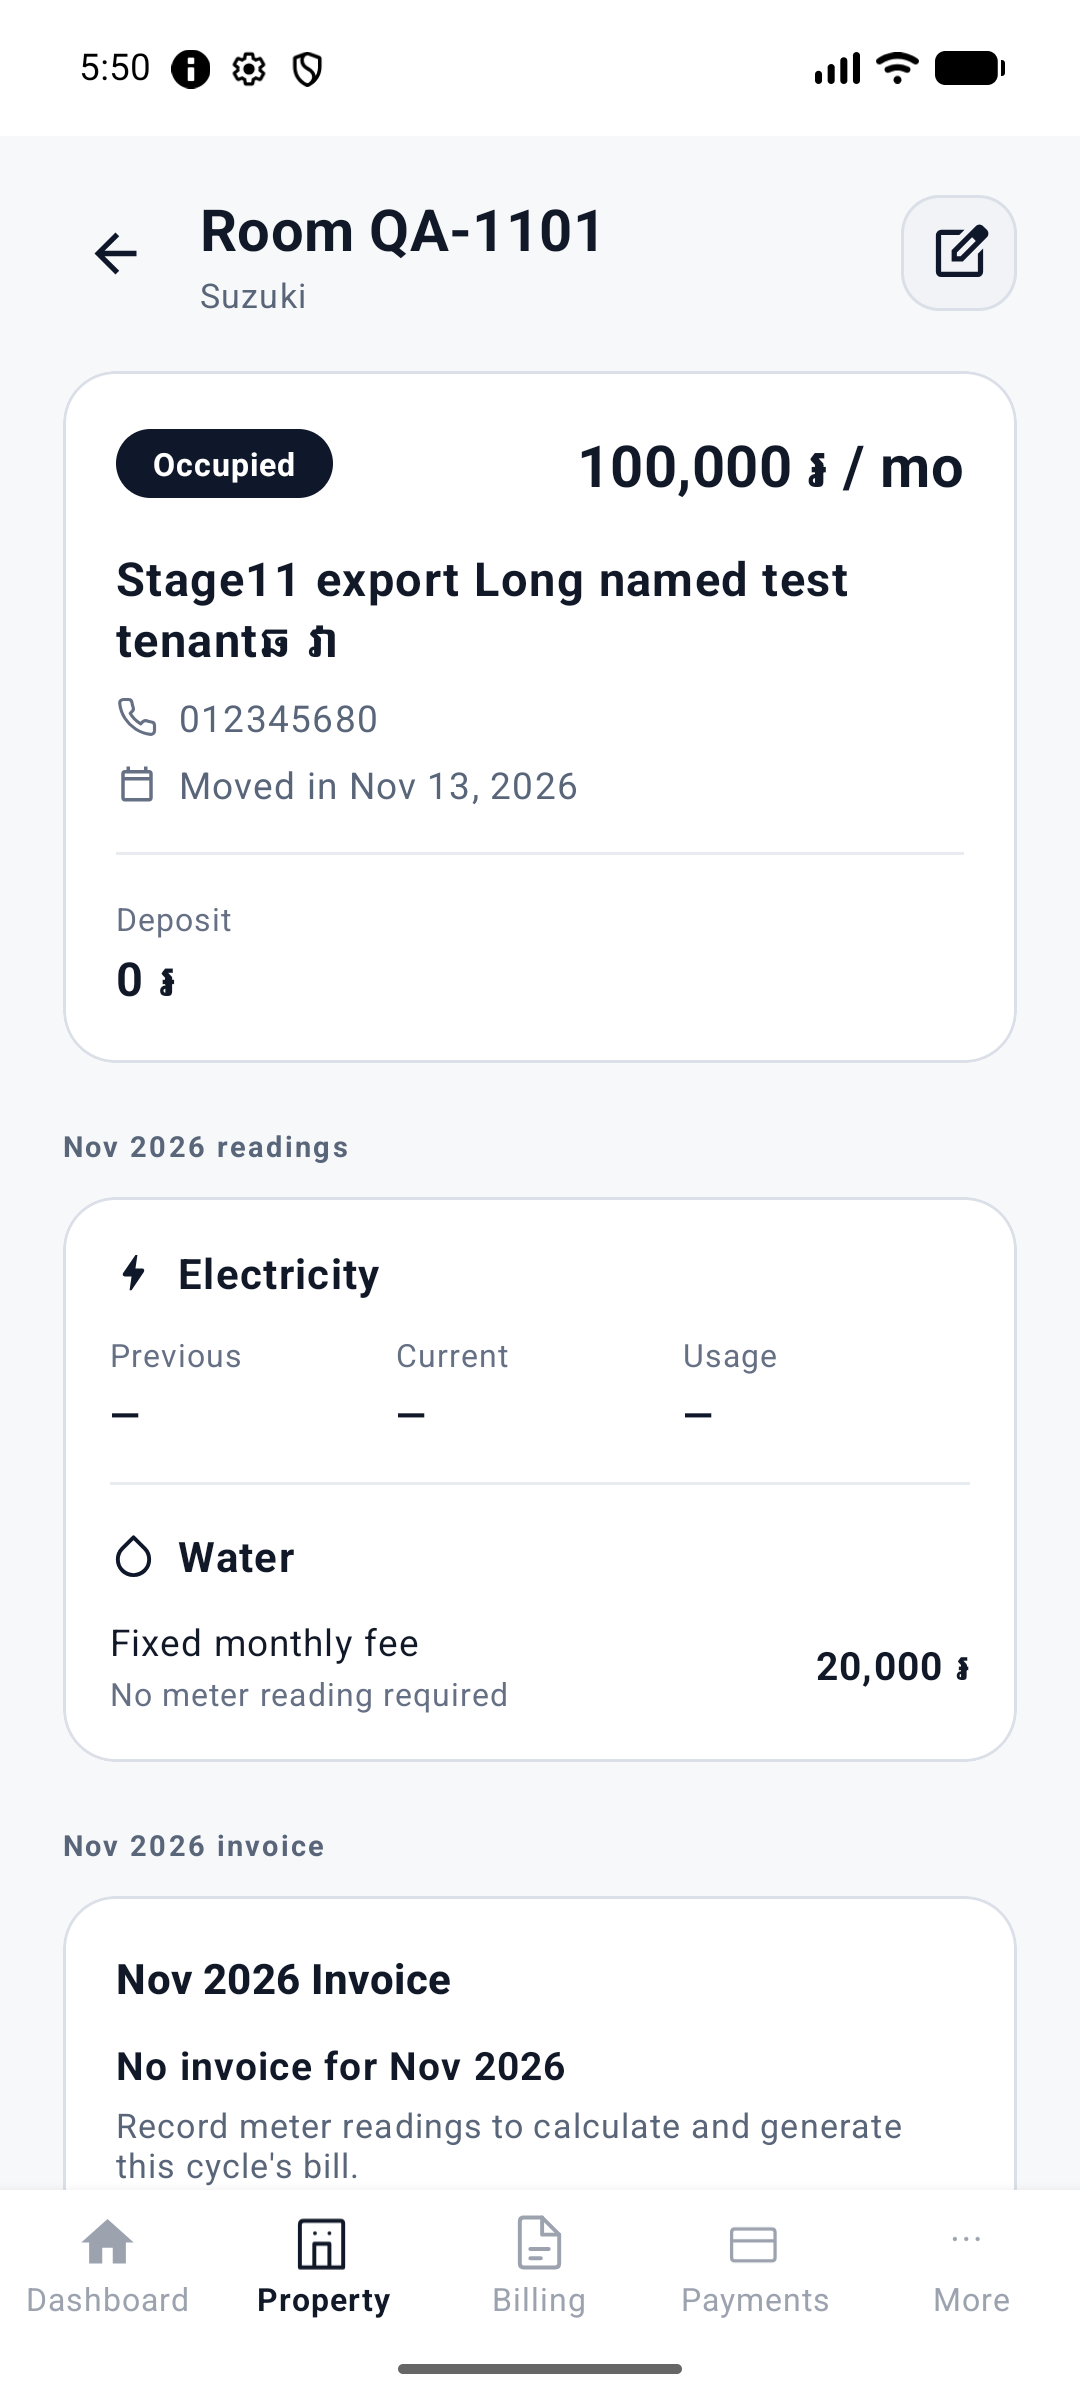 5:50
Room QA-1101
Suzuki
Occupied
100,000 ៛ / mo
Stage11 export Long named test
tenantឆ វា
012345680
Moved in Nov 13, 2026
Deposit
0 ៛
Nov 2026 readings
Electricity
Previous Current Usage
– – –
Water
Fixed monthly fee
20,000 ៛
No meter reading required
Nov 2026 invoice
Nov 2026 Invoice
No invoice for Nov 2026
Record meter readings to calculate and generate
this cycle's bill.
Dashboard Property Billing Payments More